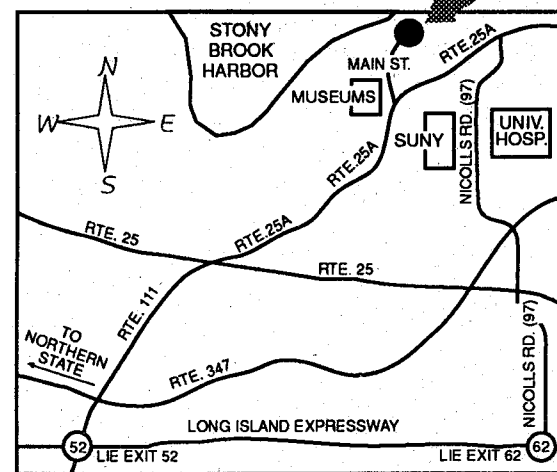 STONY
BROOK
HARBOR
RTE.25A
MAIN ST.
N
MUSEUMS
NICOLLS RD. (97)
W E
SUNY
UNIV.
HOSP.
S
RTE.25A
RTE.25A
RTE. 25
RTE. 25
RTE. 111
TO
NORTHERN
STATE
RTE. 347
NICOLLS RD. (97)
LONG ISLAND EXPRESSWAY
52
LIE EXIT 52
LIE EXIT 62
62